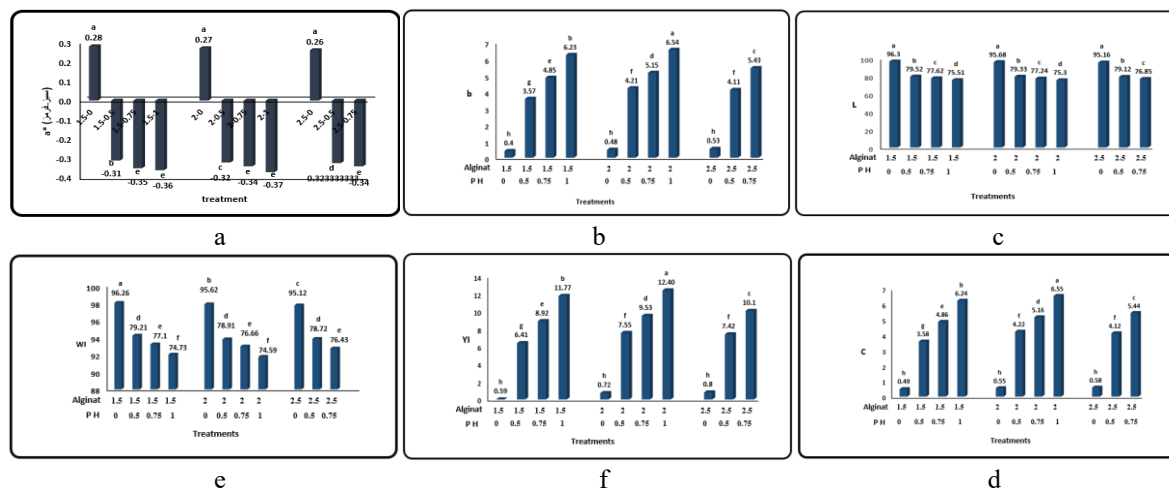 a
0.28
a
0.27
a
0.26
0.3
0.2
0.1
0.0
-0.1
-0.3
-0.4
a* (سبز-قرمز)
1.5-0
1.5-0.5
1.5-0.75
1.5-1
2-0
2-0.5
2-0.75
2-1
2.5-0
2.5-0.5
2.5-0.75
b
-0.31
e
-0.35
e
-0.36
c
-0.32
e
-0.34
e
-0.37
d
0.323333333
e
-0.34
treatment
a
7
6
5
4
3
2
1
0
b
h g e b h f d a h f c
0.4 3.57 4.85 6.23 0.48 4.21 5.15 6.54 0.53 4.11 5.43
Alginat 1.5 1.5 1.5 1.5 2 2 2 2 2.5 2.5 2.5
P H 0 0.5 0.75 1 0 0.5 0.75 1 0 0.5 0.75
Treatments
b
100
80
60
40
20
0
L
a b c d a b c d a b c
96.3 79.52 77.62 75.51 95.68 79.33 77.24 75.3 95.16 79.12 76.85
Alginat 1.5 1.5 1.5 1.5 2 2 2 2 2.5 2.5 2.5
P H 0 0.5 0.75 1 0 0.5 0.75 1 0 0.5 0.75
Treatments
c
100
98
96
94
92
90
88
WI
a d e f b d e f c d e
96.26 79.21 77.1 74.73 95.62 78.91 76.66 74.59 95.12 78.72 76.43
Alginat 1.5 1.5 1.5 1.5 2 2 2 2 2.5 2.5 2.5
P H 0 0.5 0.75 1 0 0.5 0.75 1 0 0.5 0.75
Treatments
e
14
12
10
8
6
4
2
0
YI
h g e b h f d a h f c
0.59 6.41 8.92 11.77 0.72 7.55 9.53 12.40 0.8 7.42 10.1
Alginat 1.5 1.5 1.5 1.5 2 2 2 2 2.5 2.5 2.5
P H 0 0.5 0.75 1 0 0.5 0.75 1 0 0.5 0.75
Treatments
f
7
6
5
4
3
2
1
0
C
h g e b h f d a h f c
0.49 3.58 4.86 6.24 0.55 4.22 5.16 6.55 0.58 4.12 5.44
Alginat 1.5 1.5 1.5 1.5 2 2 2 2 2.5 2.5 2.5
P H 0 0.5 0.75 1 0 0.5 0.75 1 0 0.5 0.75
Treatments
d